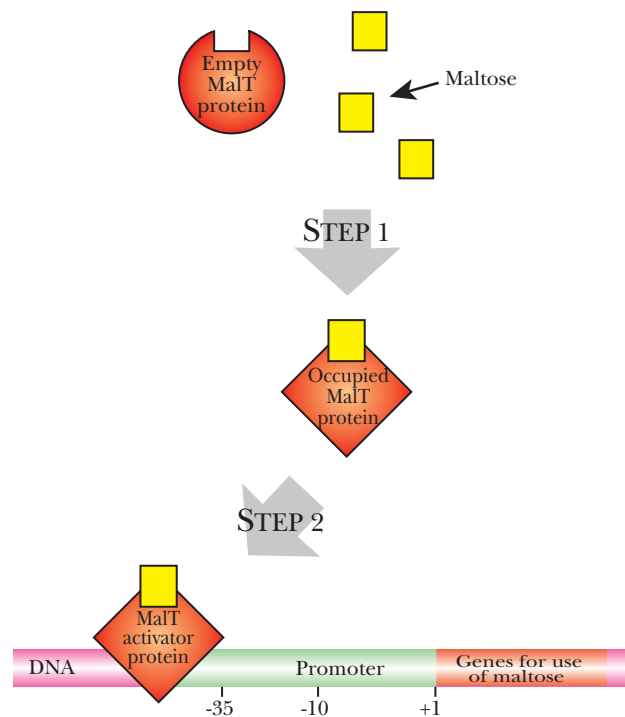 Empty
MalT
protein
Maltose
STEP 1
Occupied
MalT
protein
STEP 2
MalT
activator
protein
DNA
Promoter
Genes for use
of maltose
-35
-10
+1